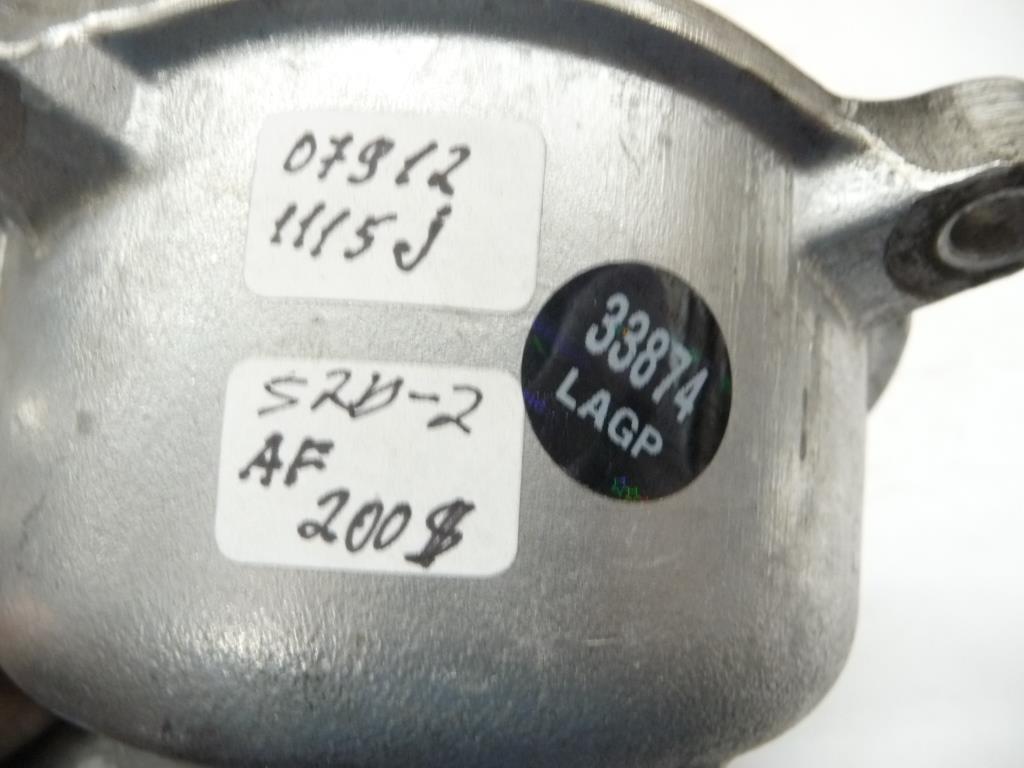 07912
1115J
33874
LAGP
S2D-2
AF
200$